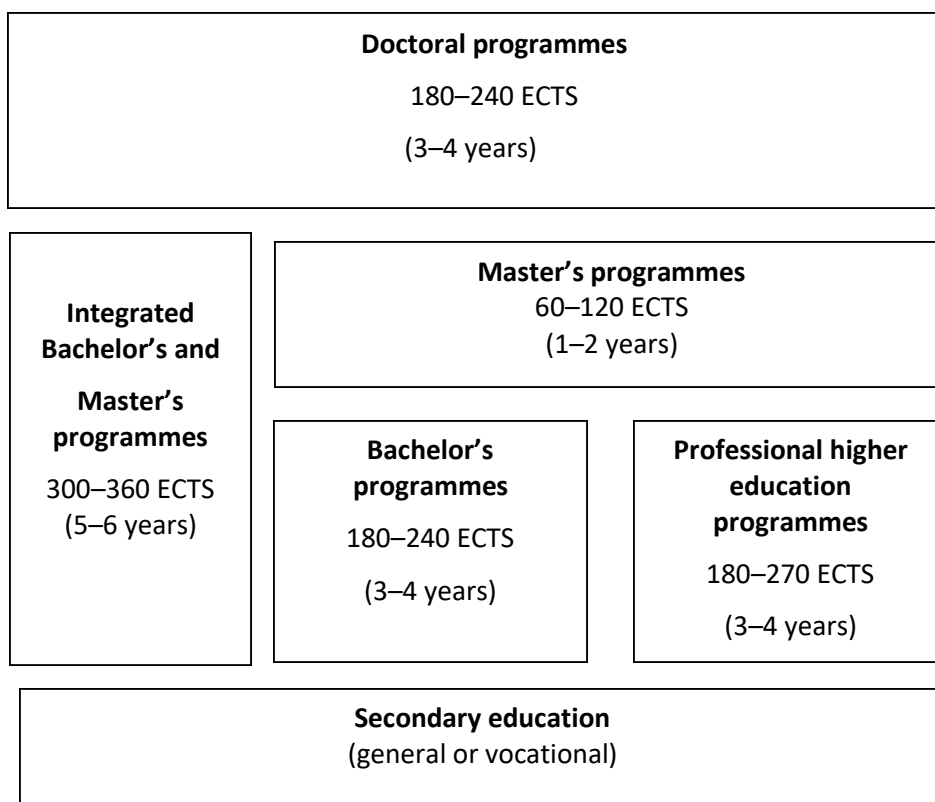 Doctoral programmes
180–240 ECTS
(3–4 years)
Integrated
Bachelor’s and
Master’s
programmes
300–360 ECTS
(5–6 years)
Master’s programmes
60–120 ECTS
(1–2 years)
Bachelor’s
programmes
180–240 ECTS
(3–4 years)
Professional higher
education
programmes
180–270 ECTS
(3–4 years)
Secondary education
(general or vocational)